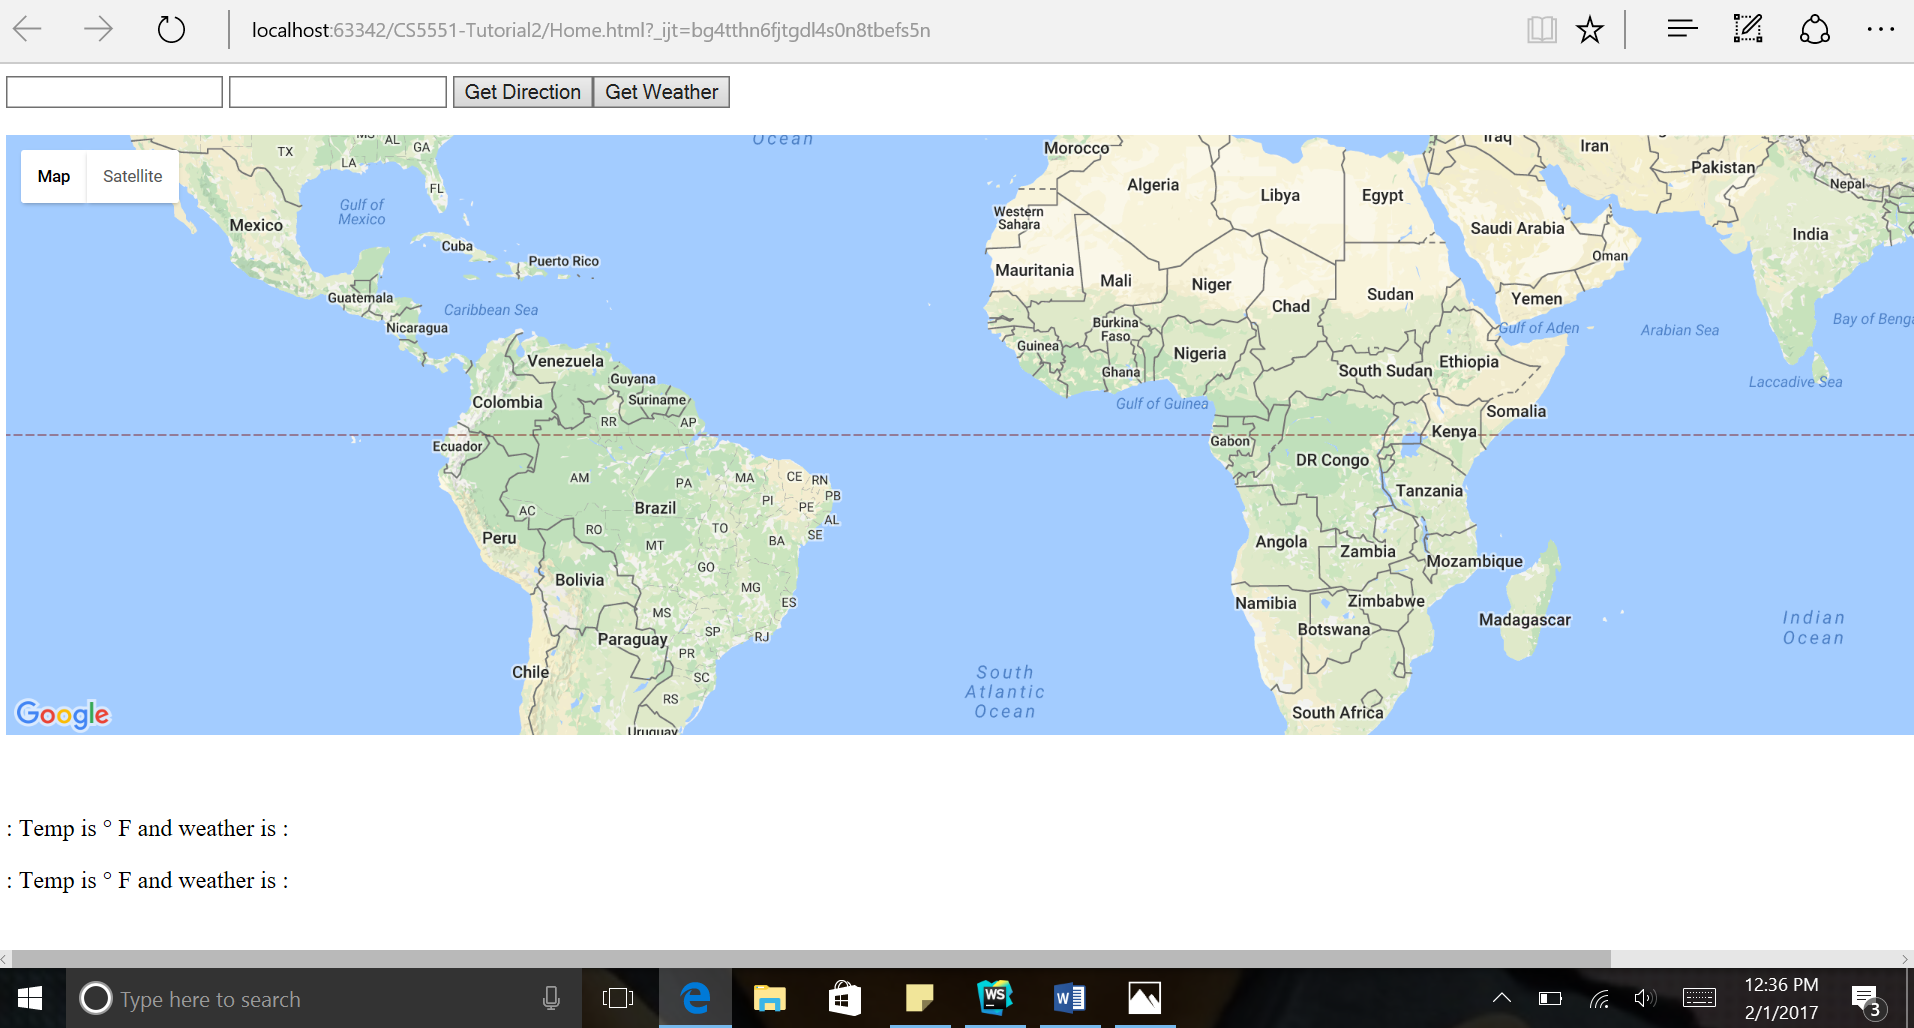 localhost:63342/CS5551-Tutorial2/Home.html?_ijt=bg4tthn6fjtgdl4s0n8tbefs5n
Get Direction Get Weather
Map Satellite
Ocean
TX
LA
MS
AL
GA
FL
Gulf of
Mexico
Mexico
Cuba
Puerto Rico
Guatemala
Caribbean Sea
Nicaragua
Venezuela
Guyana
Suriname
Colombia
RR
AP
Ecuador
AM
PA
MA
CE
RN
PB
PI
PE
AL
SE
AC
Brazil
RO
TO
BA
Peru
MT
GO
Bolivia
MG
ES
MS
SP
RJ
Paraguay
PR
Chile
SC
RS
Uruguay
Morocco
Algeria
Libya
Egypt
Western
Sahara
Mauritania
Mali
Niger
Chad
Sudan
Burkina
Faso
Guinea
Ghana
Nigeria
South Sudan
Ethiopia
Gulf of Guinea
Somalia
Gabon
Kenya
DR Congo
Tanzania
Angola
Zambia
Mozambique
Namibia
Zimbabwe
Botswana
Madagascar
South Africa
South
Atlantic
Ocean
Iraq
Iran
Pakistan
Nepal
Saudi Arabia
India
Oman
Yemen
Gulf of Aden
Arabian Sea
Bay of Beng
Laccadive Sea
Indian
Ocean
Google
: Temp is ° F and weather is :
: Temp is ° F and weather is :
Type here to search
WS
W
12:36 PM
2/1/2017
3